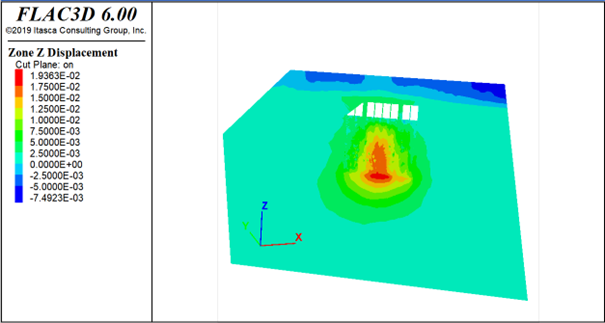 FLAC3D 6.00
©2019 Itasca Consulting Group, Inc.
Zone Z Displacement
Cut Plane: on
1.9363E-02
1.7500E-02
1.5000E-02
1.2500E-02
1.0000E-02
7.5000E-03
5.0000E-03
2.5000E-03
0.0000E+00
-2.5000E-03
-5.0000E-03
-7.4923E-03
Z
Y
X